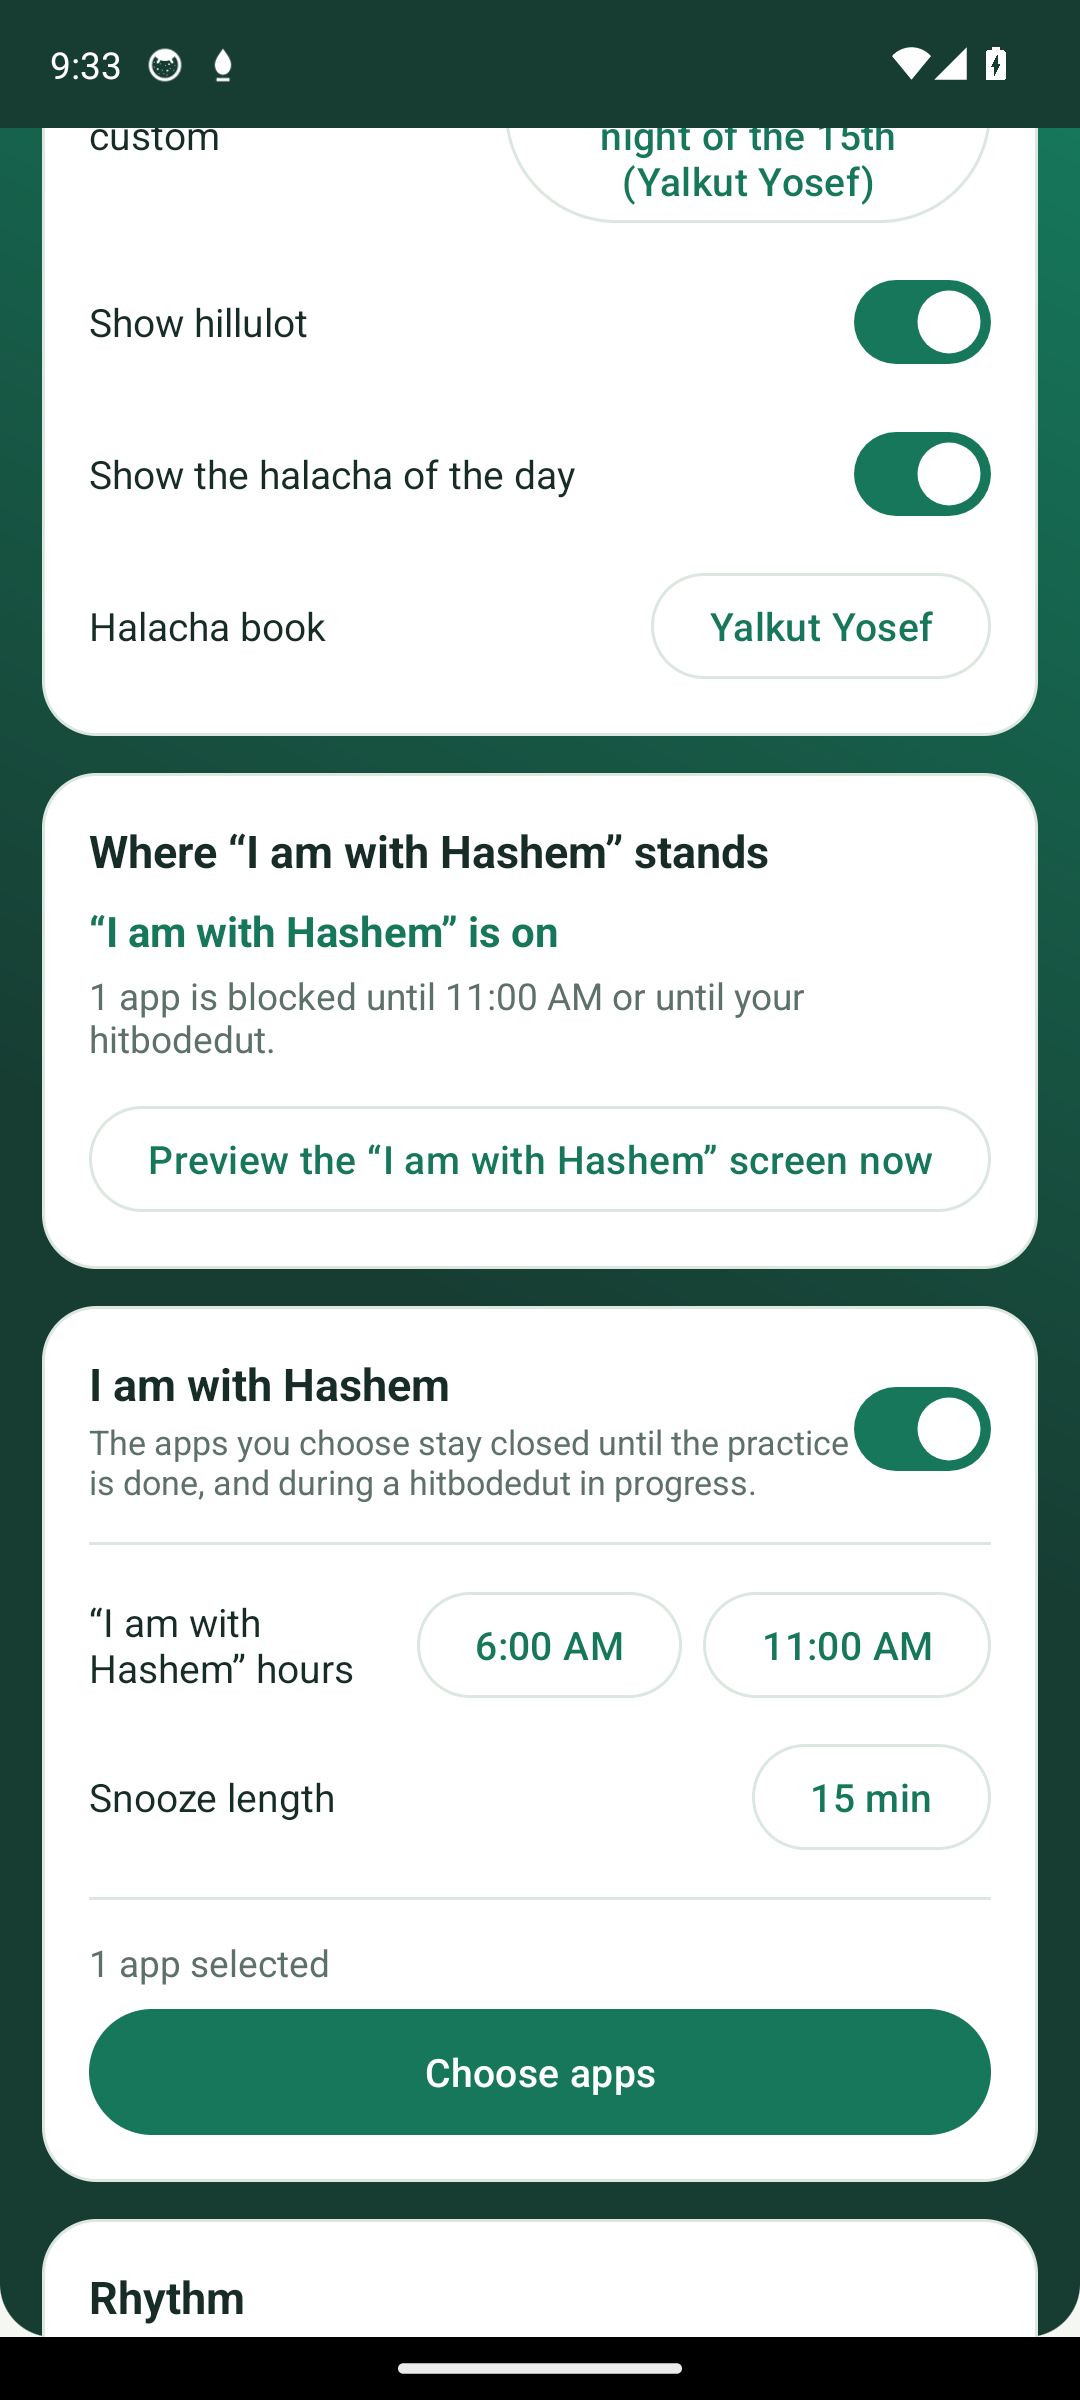 9:33
custom
night of the 15th
(Yalkut Yosef)
Show hillulot
Show the halacha of the day
Halacha book
Yalkut Yosef
Where “I am with Hashem” stands
“I am with Hashem” is on
1 app is blocked until 11:00 AM or until your
hitbodedut.
Preview the “I am with Hashem” screen now
I am with Hashem
The apps you choose stay closed until the practice
is done, and during a hitbodedut in progress.
“I am with
Hashem” hours
6:00 AM
11:00 AM
Snooze length
15 min
1 app selected
Choose apps
Rhythm